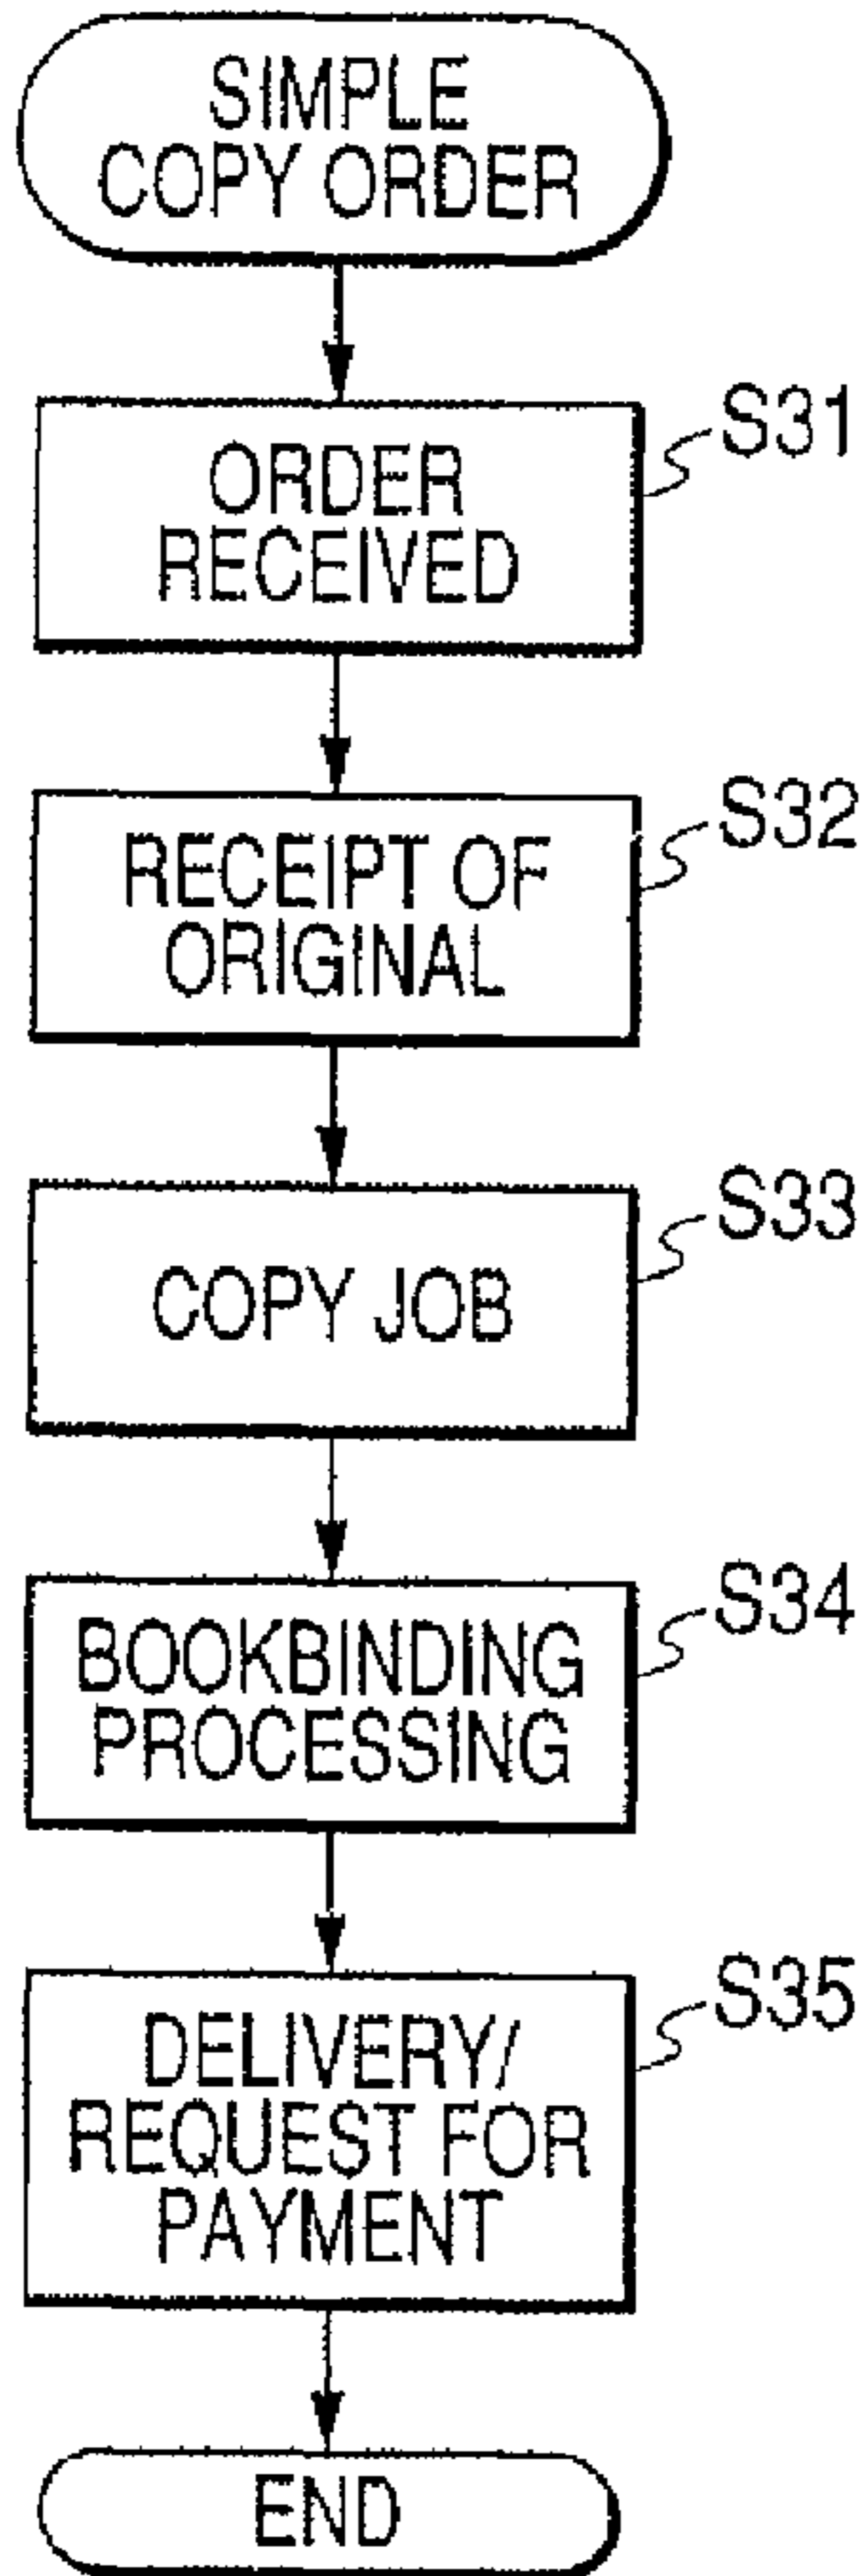 SIMPLE
COPY ORDER
S31
ORDER
RECEIVED
S32
RECEIPT OF
ORIGINAL
S33
COPY JOB
S34
BOOKBINDING
PROCESSING
S35
DELIVERY/
REQUEST FOR
PAYMENT
END